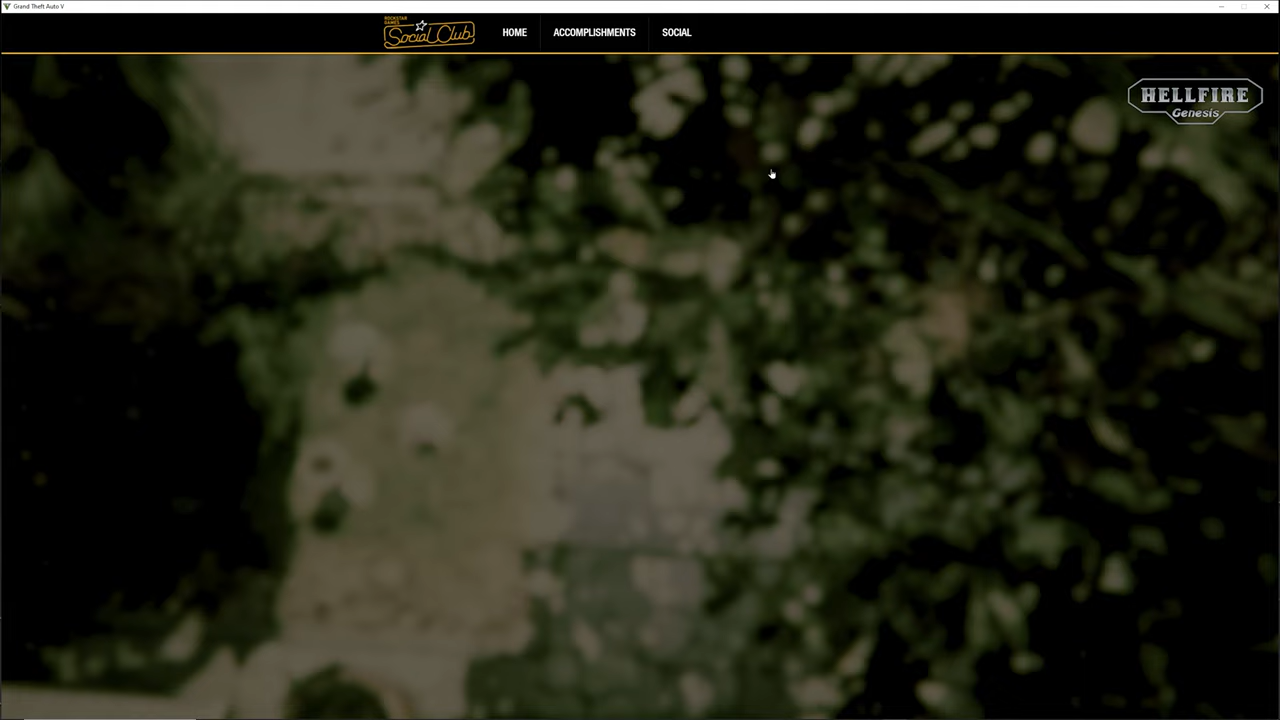 Grand Theft Auto V
ROCKSTAR
GAMES
Social Club
HOME
ACCOMPLISHMENTS
SOCIAL
HELLFIRE
Genesis